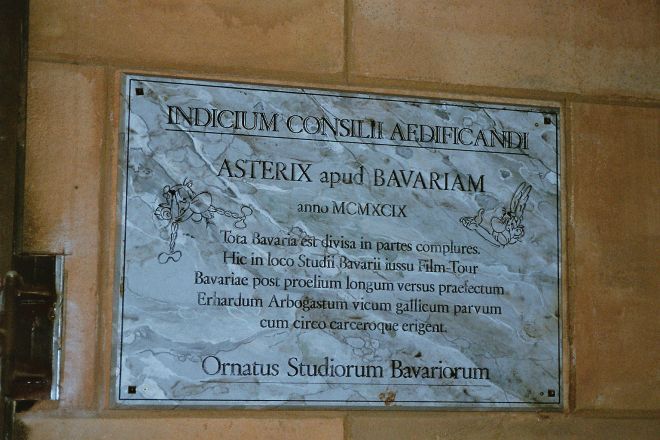 INDICIUM CONSILII AEDIFICANDI
ASTERIX apud BAVARIAM
anno MCMXCIX
Tota Bavaria est divisa in partes complures.
Hic in loco Studii Bavarii iussu Film-Tour
Bavariae post proelium longum versus praefectum
Erhardum Arbogastum vicum gallicum parvum
cum circo carceroque erigent.
Ornatus Studiorum Bavariorum